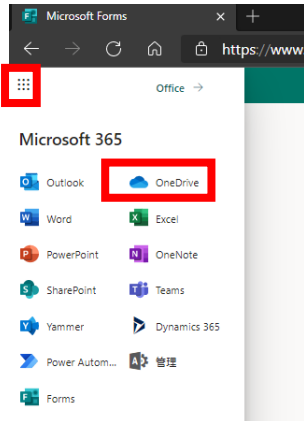 Microsoft Forms
https://www.
Office →
Microsoft 365
Outlook OneDrive
Word Excel
PowerPoint OneNote
SharePoint Teams
Yammer Dynamics 365
Power Autom... 管理
Forms